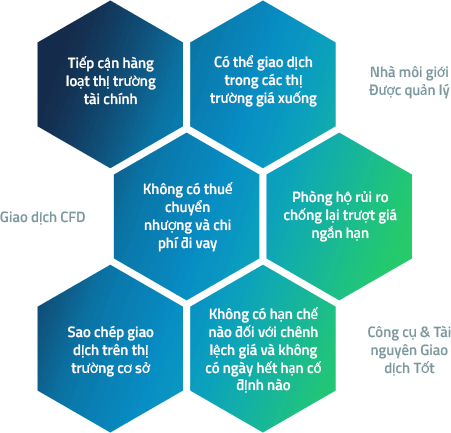 Tiếp cận hàng
loạt thị trường
tài chính
Có thể giao dịch
trong các thị
trường giá xuống
Nhà môi giới
Được quản lý
Giao dịch CFD
Không có thuế
chuyển
nhượng và chi
phí đi vay
Phòng hộ rủi ro
chống lại trượt giá
ngắn hạn
Sao chép giao
dịch trên thị
trường cơ sở
Không có hạn chế
nào đối với chênh
lệch giá và không
có ngày hết hạn cố
định nào
Công cụ & Tài
nguyên Giao
dịch Tốt